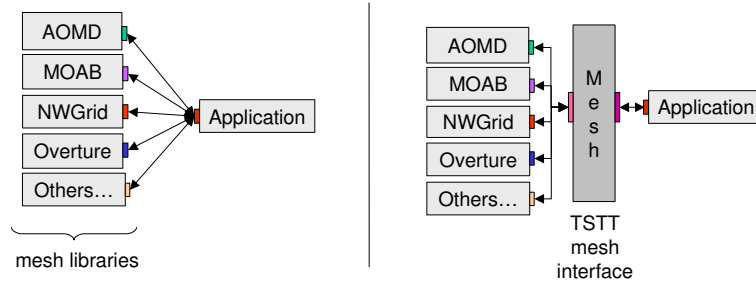 AOMD
MOAB
NWGrid
Overture
Others…
Application
mesh libraries
AOMD
MOAB
NWGrid
Overture
Others…
M
e
s
h
Application
TSTT
mesh
interface